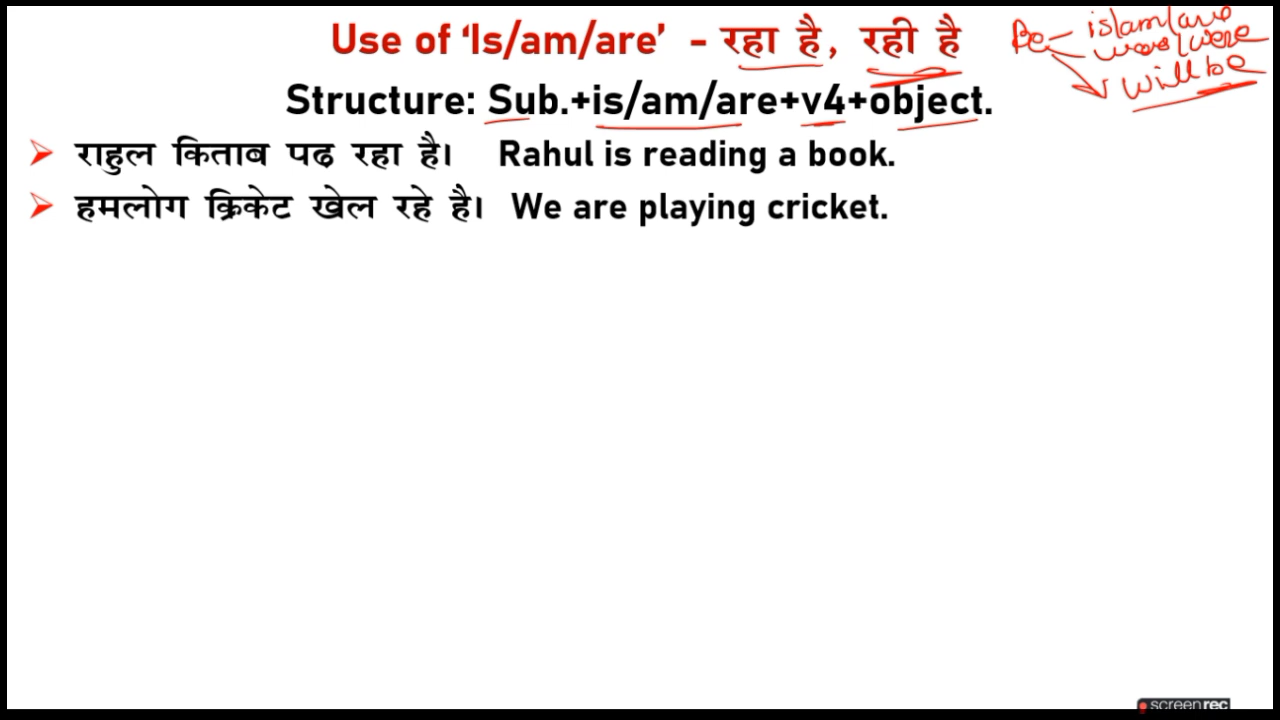 Use of ‘Is/am/are’ - रहा है, रही है
Be - is/am/are
was/were
will be
Structure: Sub.+is/am/are+v4+object.
➤ राहुल किताब पढ रहा है। Rahul is reading a book.
➤ हमलोग क्रिकेट खेल रहे है। We are playing cricket.
screenrec